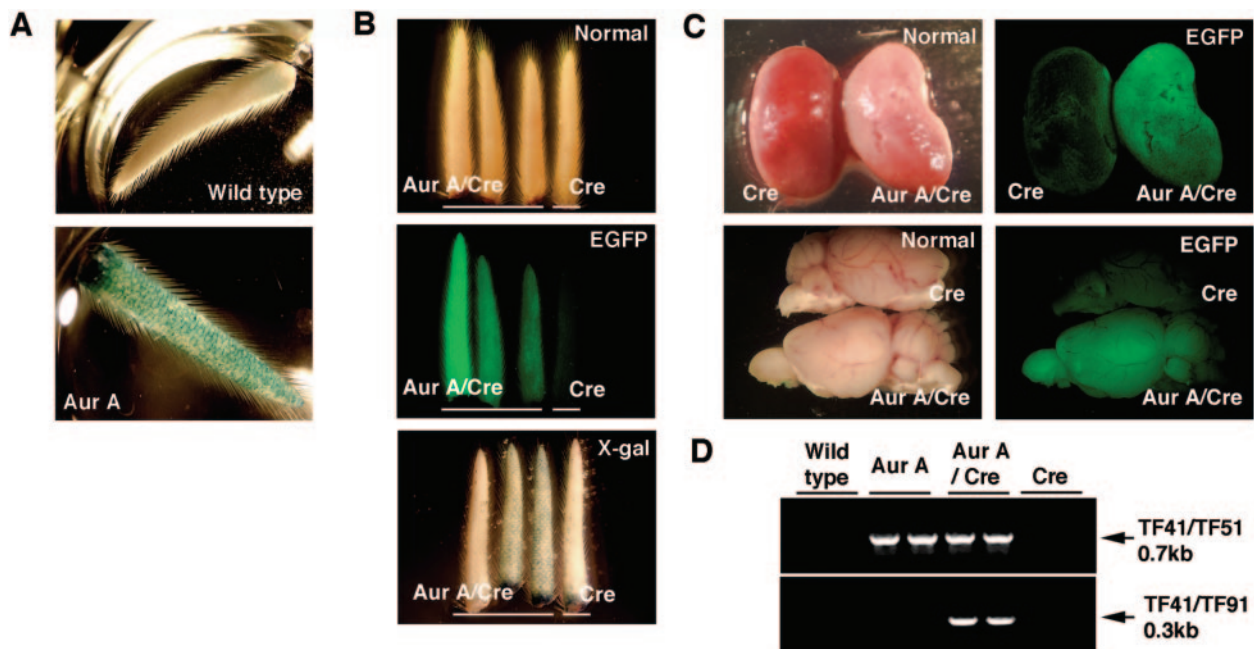 A
Wild type
Aur A
B
Normal
Aur A/Cre
Cre
EGFP
Aur A/Cre
Cre
X-gal
Aur A/Cre
Cre
C
Normal
Cre
Aur A/Cre
EGFP
Cre
Aur A/Cre
Normal
Cre
Aur A/Cre
EGFP
Cre
Aur A/Cre
D
Wild
type
Aur A
Aur A
/ Cre
Cre
TF41/TF51
0.7kb
TF41/TF91
0.3kb